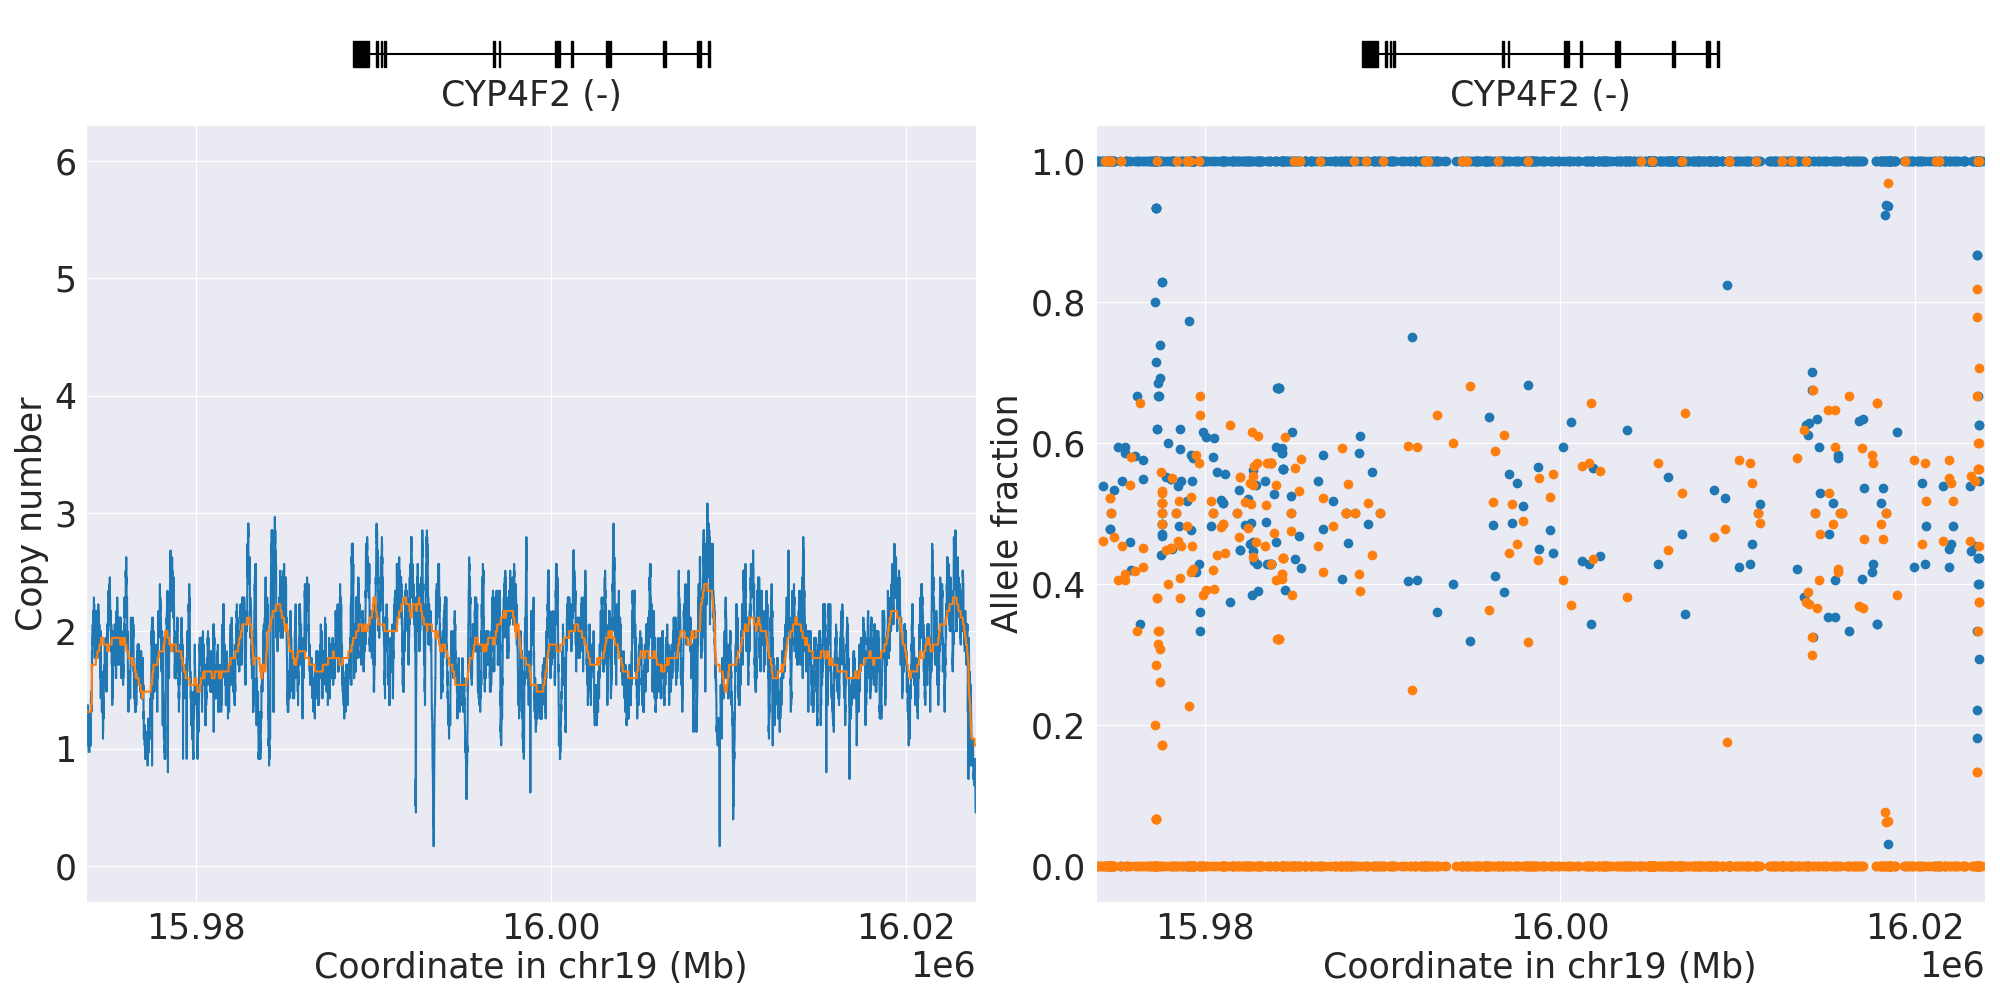 CYP4F2 (-)
6
5
4
3
2
1
0
Copy number
15.98
16.00
16.02
Coordinate in chr19 (Mb)
1e6
CYP4F2 (-)
1.0
0.8
0.6
0.4
0.2
0.0
Allele fraction
15.98
16.00
16.02
Coordinate in chr19 (Mb)
1e6